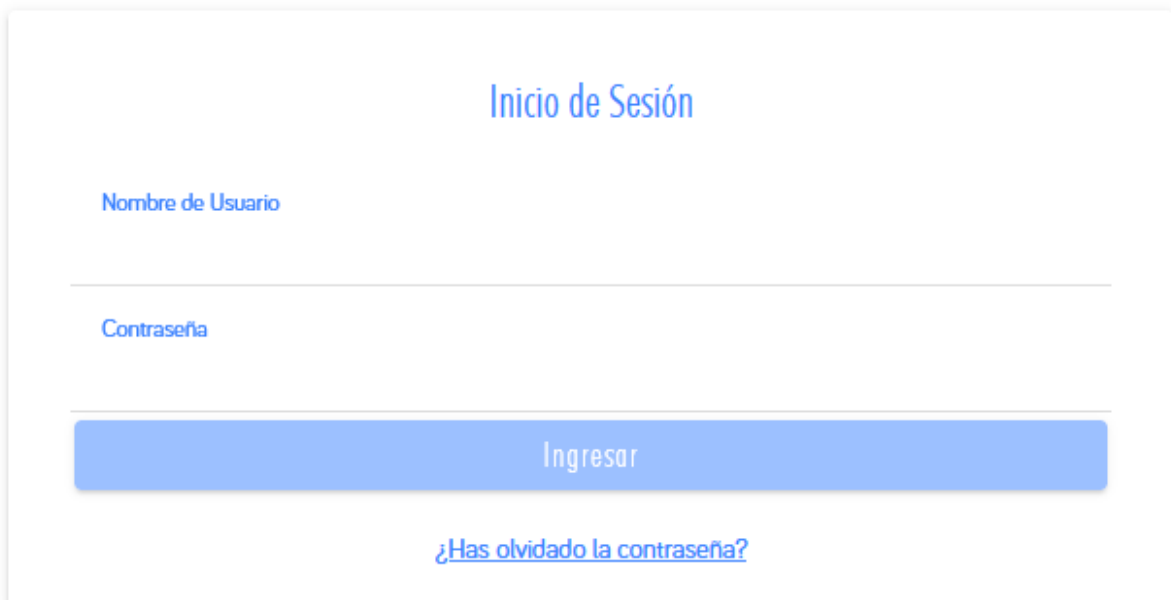 Inicio de Sesión
Nombre de Usuario
Contraseña
Ingresar
¿Has olvidado la contraseña?